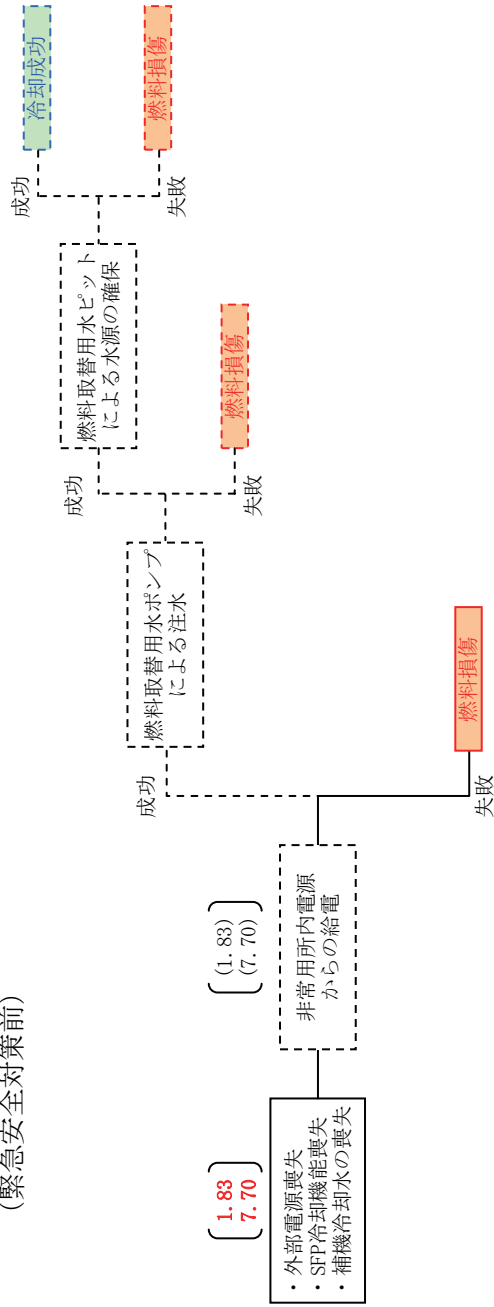 (緊急安全対策前)
1.83
7.70
・外部電源喪失
・SFP冷却機能喪失
・補機冷却水の喪失
(1.83)
(7.70)
非常用所内電源
からの給電
成功
失敗
燃料損傷
燃料取替用水ポンプ
による注水
成功
失敗
燃料損傷
燃料取替用水ピット
による水源の確保
成功
失敗
冷却成功
燃料損傷